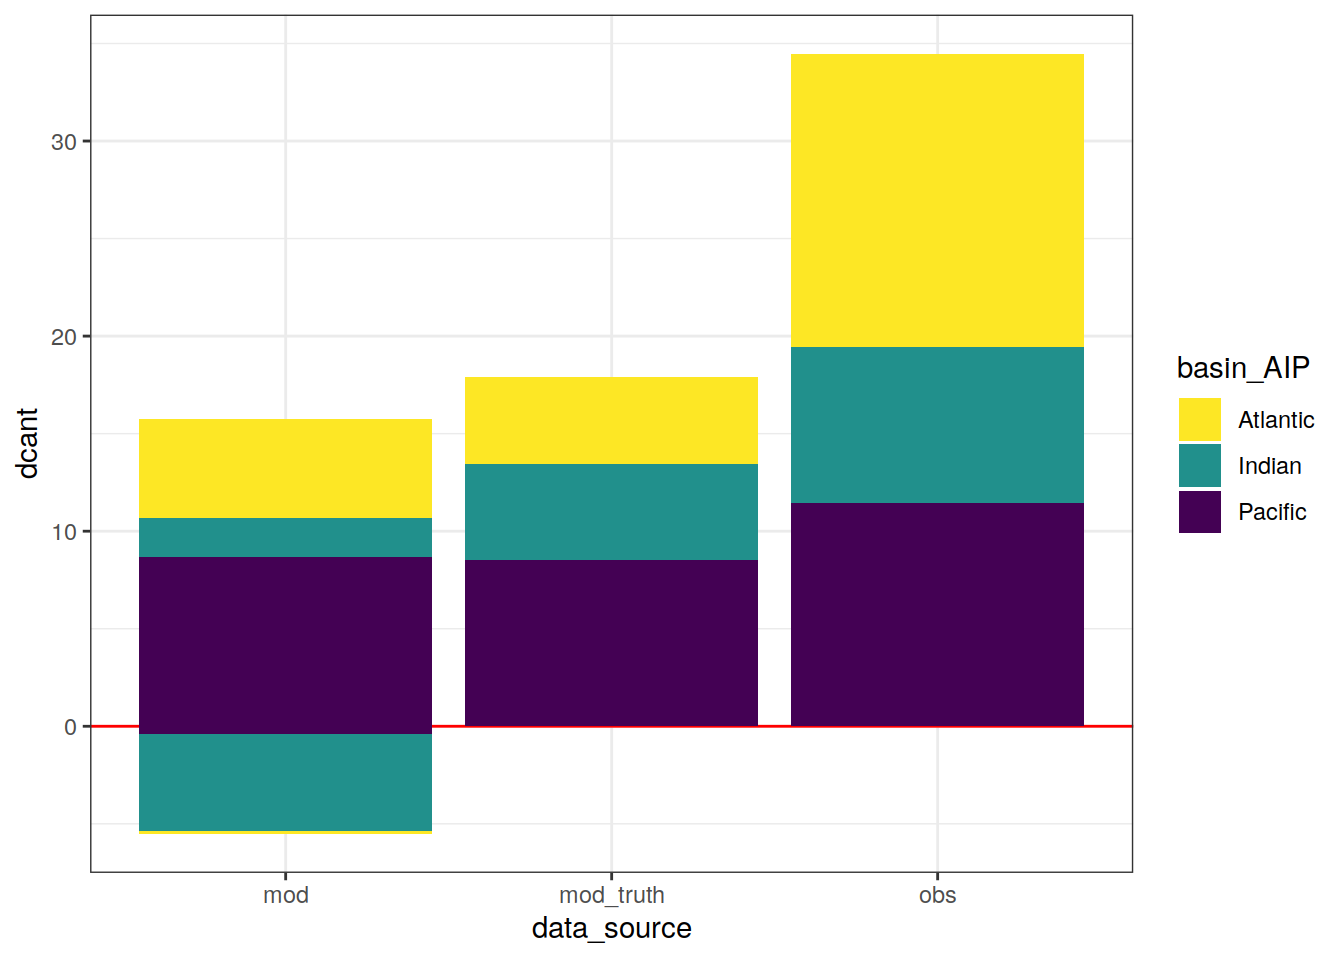 dcant
30
20
10
0
mod
mod_truth
obs
data_source
basin_AIP
Atlantic
Indian
Pacific